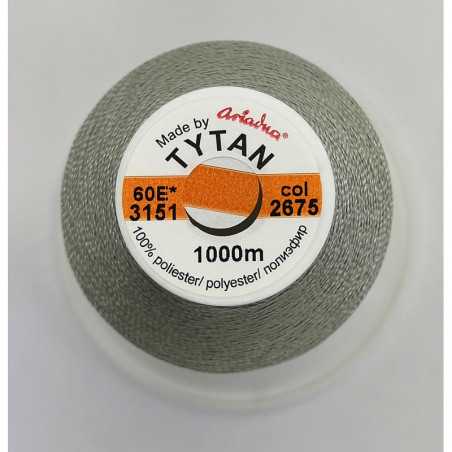 Made by Ariadna®
TYTAN
60E* col
3151 2675
1000m
100% poliester/ polyester/ полиэфир